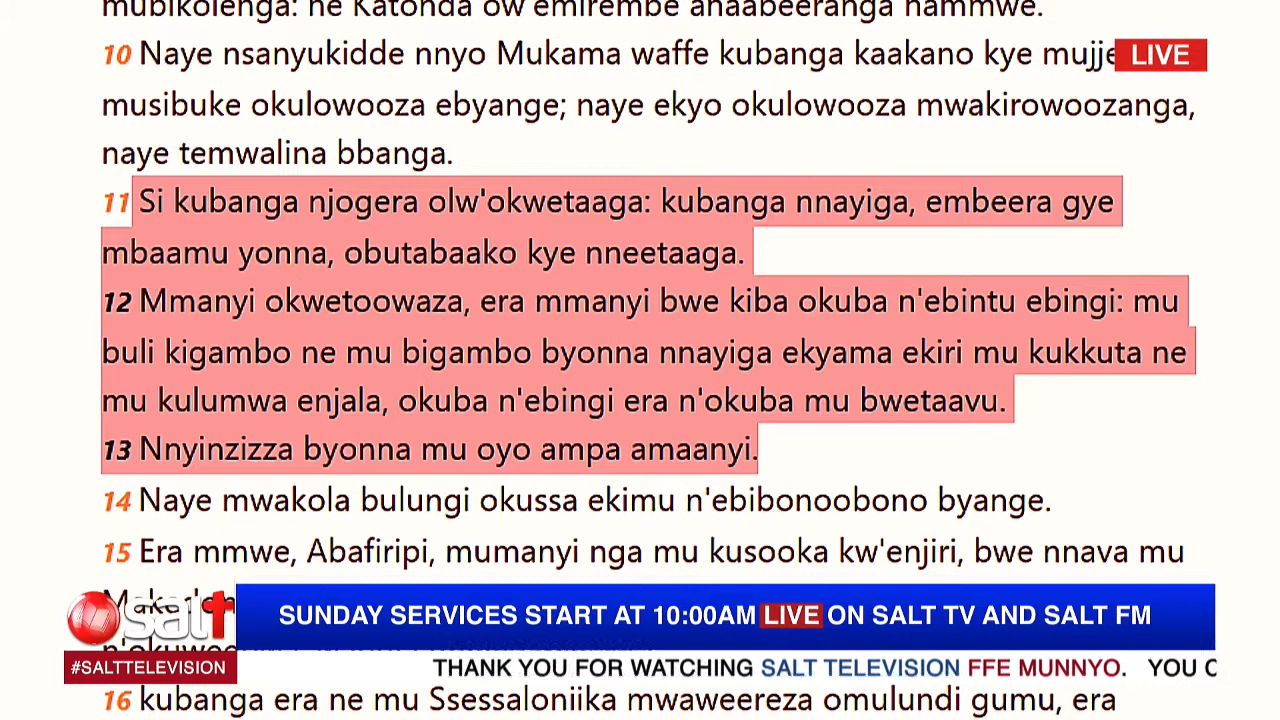 mubikolenga: ne Katonda ow'emirembe anaabeeranga nammwe.
10 Naye nsanyukidde nnyo Mukama waffe kubanga kaakano kye
LIVE
musibuke okulowooza ebyange; naye ekyo okulowooza mwakirowoozanga,
naye temwalina bbanga.
11 Si kubanga njogera olw'okwetaaga: kubanga nnayiga, embeera gye
mbaamu yonna, obutabaako kye nneetaaga.
12 Mmanyi okwetoowaza, era mmanyi bwe kiba okuba n'ebintu ebingi: mu
buli kigambo ne mu bigambo byonna nnayiga ekyama ekiri mu kukkuta ne
mu kulumwa enjala, okuba n'ebingi era n'okuba mu bwetaavu.
13 Nnyinzizza byonna mu oyo ampa amaanyi.
14 Naye mwakola bulungi okussa ekimu n'ebibonoobono byange.
15 Era mmwe, Abafiripi, mumanyi nga mu kusooka kw'enjiri, bwe nnava mu
salt
SUNDAY SERVICES START AT 10:00AM LIVE ON SALT TV AND SALT FM
#SALTTELEVISION
THANK YOU FOR WATCHING SALT TELEVISION FFE MUNNYO. YOU
16 kubanga era ne mu Ssessaloniika mwaweereza omulundi gumu, era